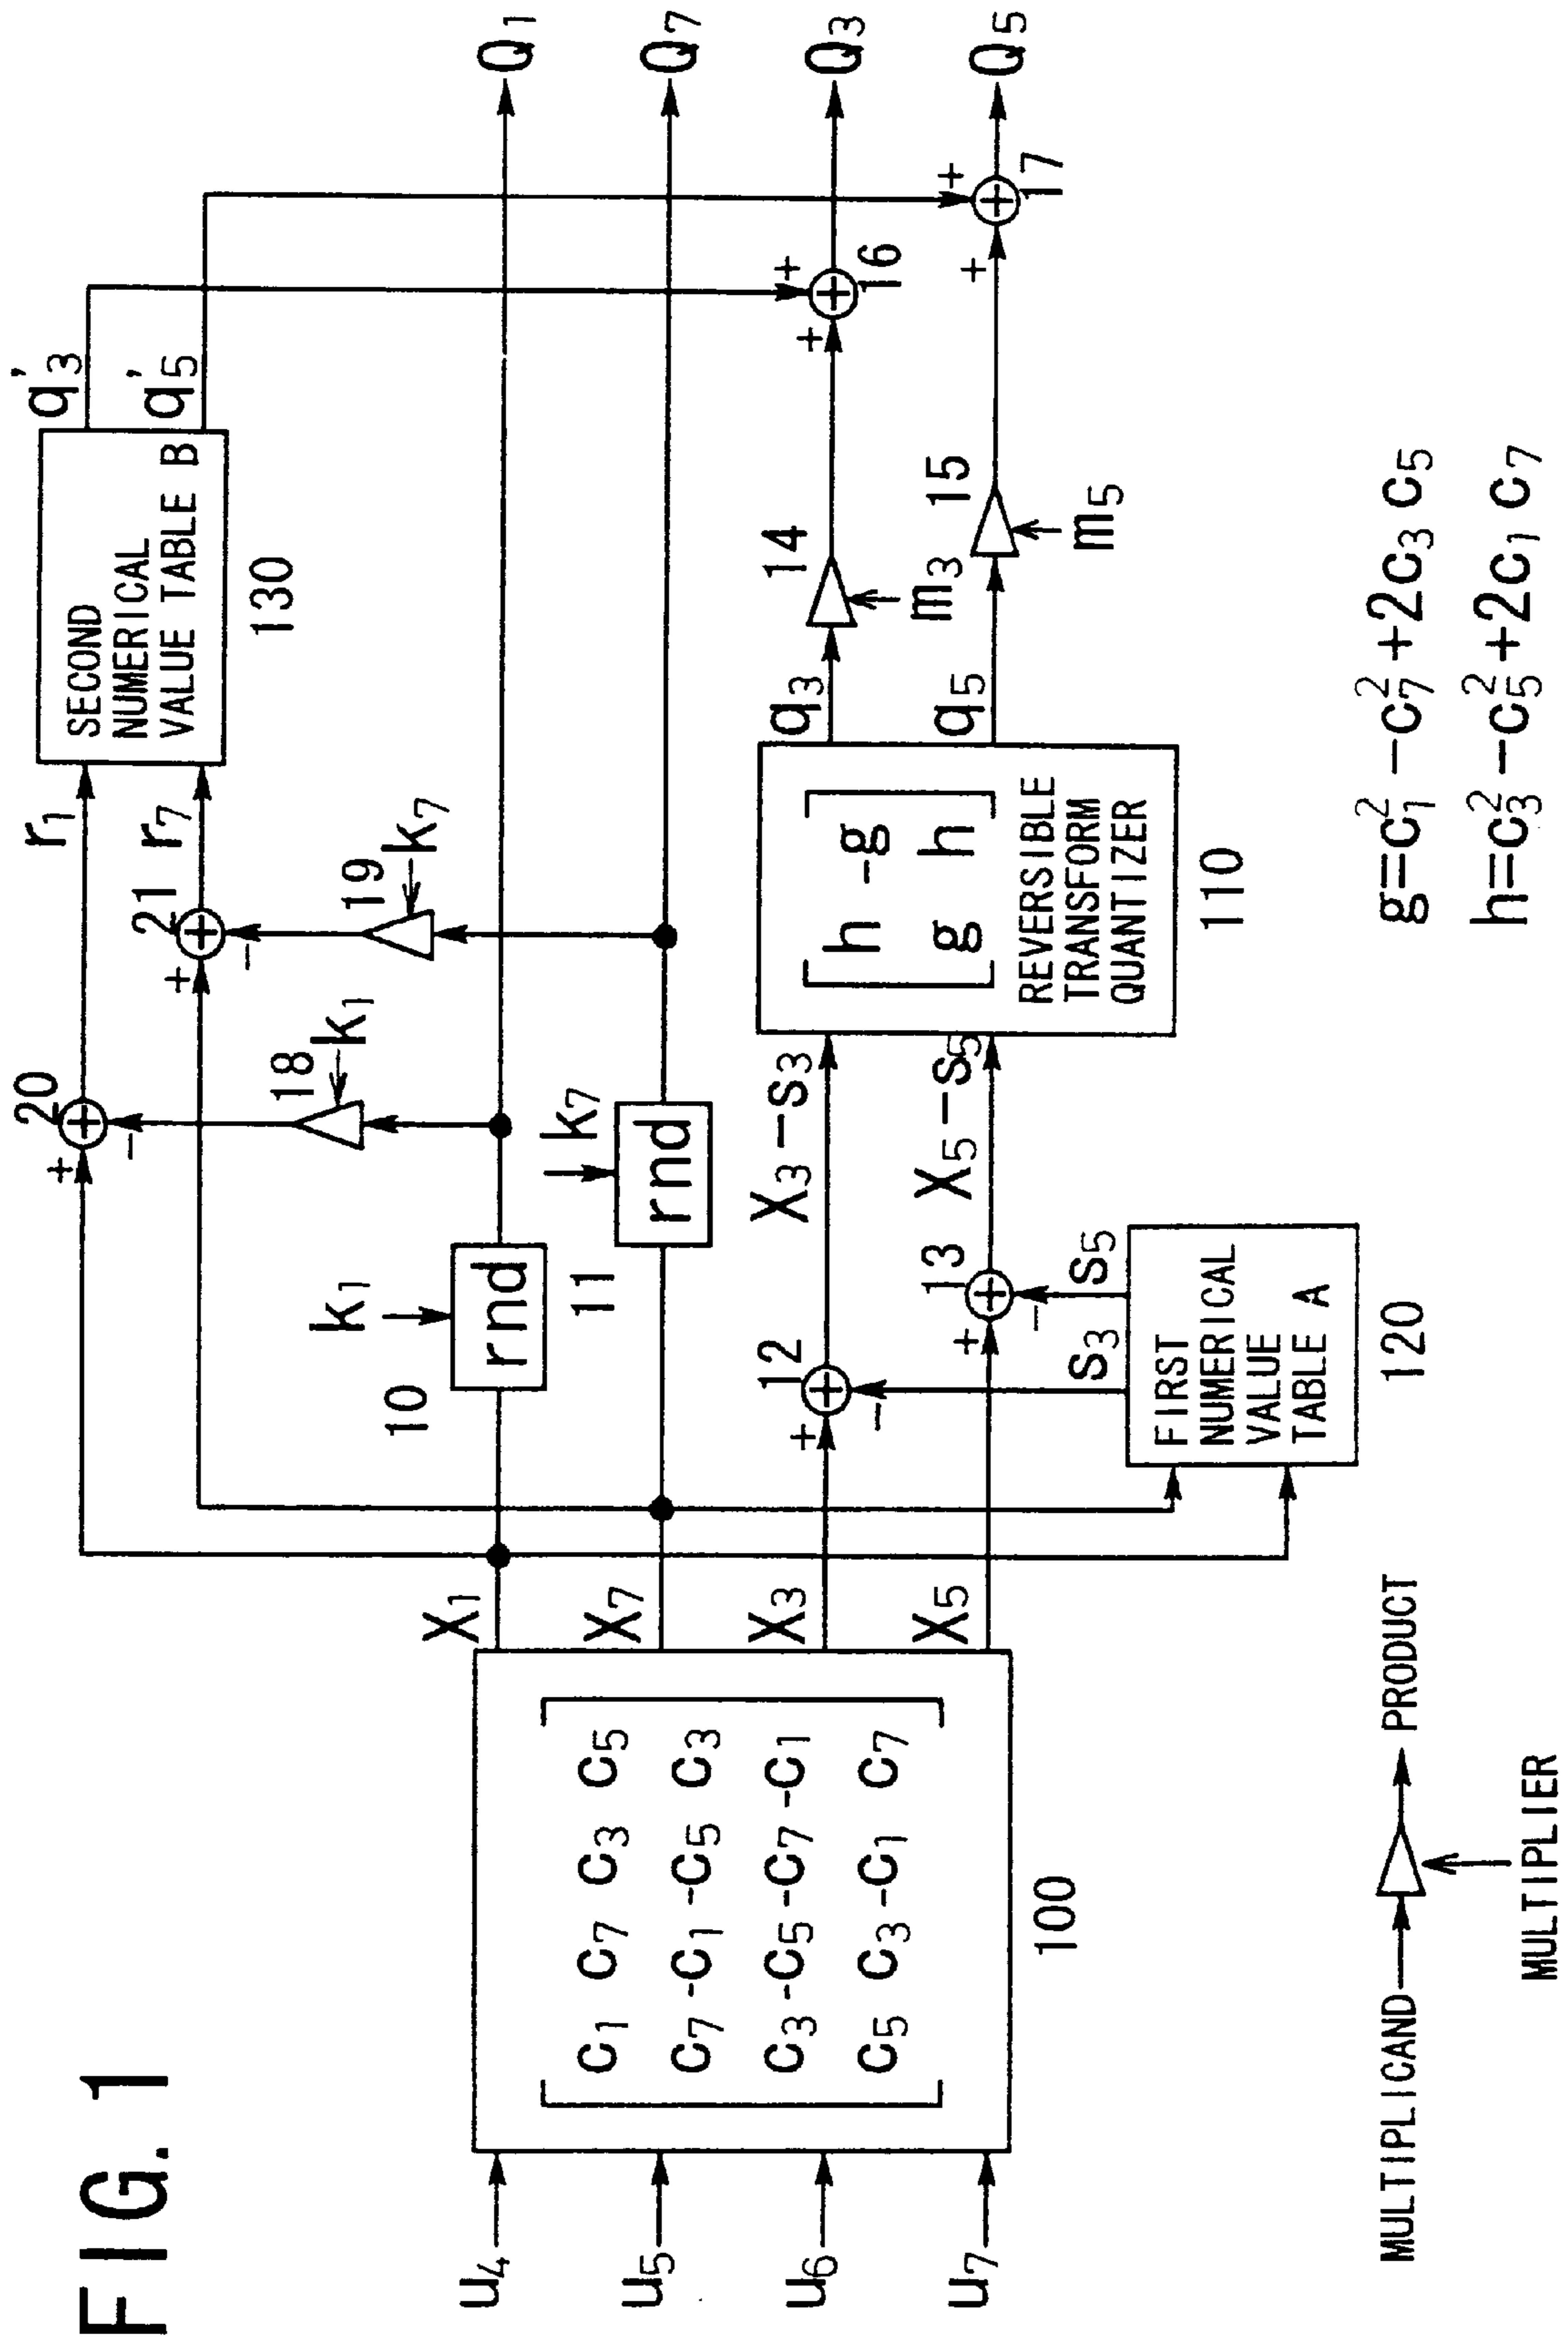 FIG. 1
u4
u5
u6
u7
C1 C7 C3 C5
C7 -C1 -C5 C3
C3 -C5 -C7 -C1
C5 C3 -C1 C7
100
X1
X7
X3
X5
20
+
−
r1
21
+
−
r7
18
k1
19
k7
k1
rnd
10
k7
rnd
11
SECOND
NUMERICAL
VALUE TABLE B
130
q'3
q'5
12
+
−
X3−S3
13
+
−
X5−S5
S3
S5
FIRST
NUMERICAL
VALUE
TABLE A
120
h -g
g h
REVERSIBLE
TRANSFORM
QUANTIZER
110
q3
q5
14
m3
15
m5
+
+
16
+
+
17
Q1
Q7
Q3
Q5
MULTIPLICAND
PRODUCT
MULTIPLIER
g=c1²−c7²+2c3 c5
h=c3²−c5²+2c1 c7